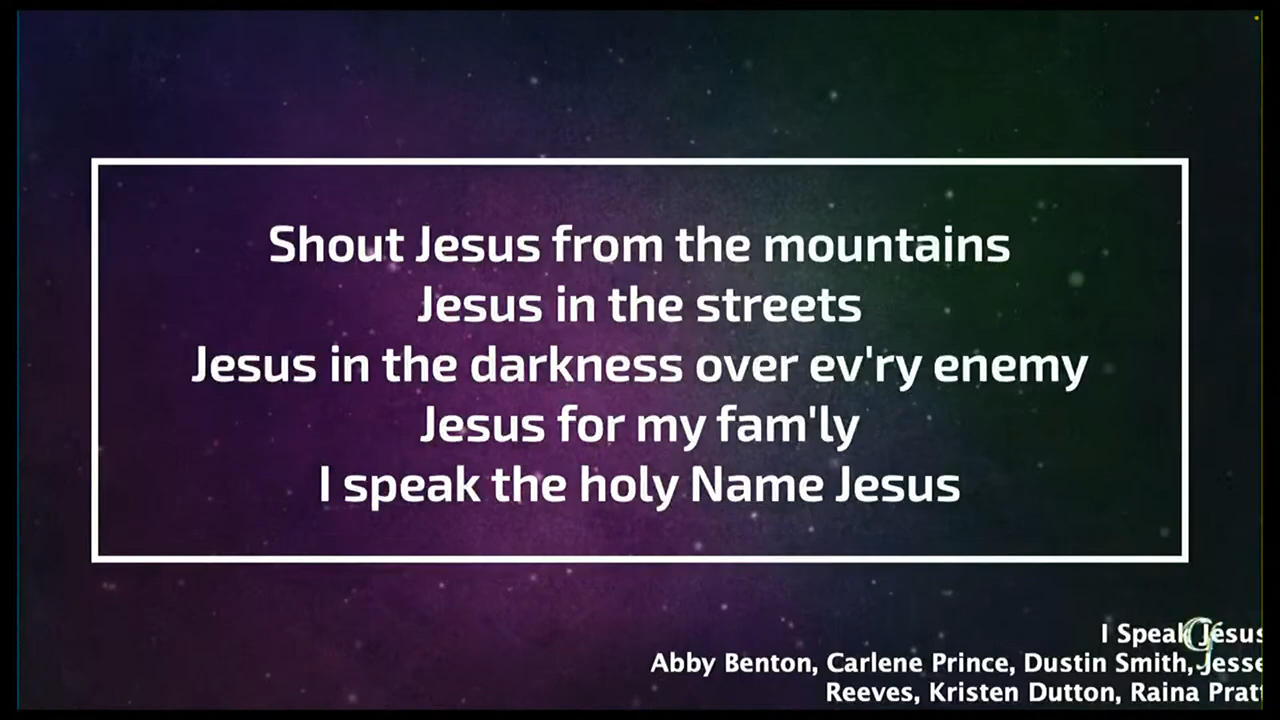 Shout Jesus from the mountains
Jesus in the streets
Jesus in the darkness over ev'ry enemy
Jesus for my fam'ly
I speak the holy Name Jesus
I Speak Jesus
Abby Benton, Carlene Prince, Dustin Smith, Jesse
Reeves, Kristen Dutton, Raina Pratt